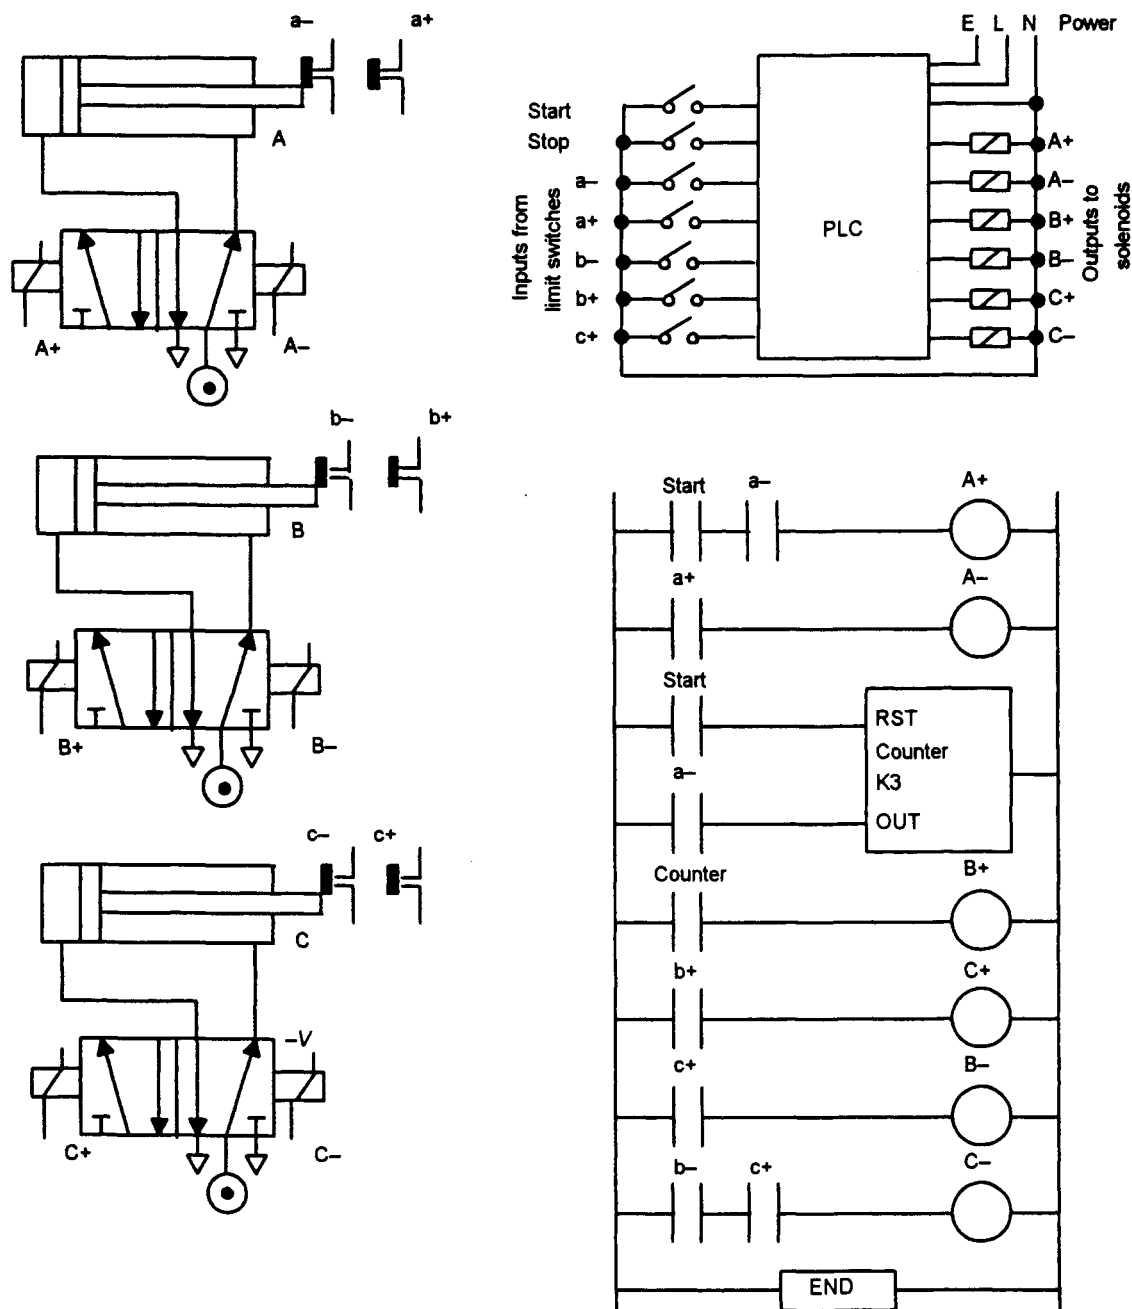 a– a+
A
A+ A–
b– b+
B
B+ B–
c– c+
C
–V
C+ C–
E L N Power
Start
Stop
a–
a+
b–
b+
c+
Inputs from
limit switches
PLC
A+
A–
B+
B–
C+
C–
Outputs to
solenoids
Start a– A+
a+ A–
Start
RST
Counter
K3
a–
OUT
Counter B+
b+ C+
c+ B–
b– c+ C–
END